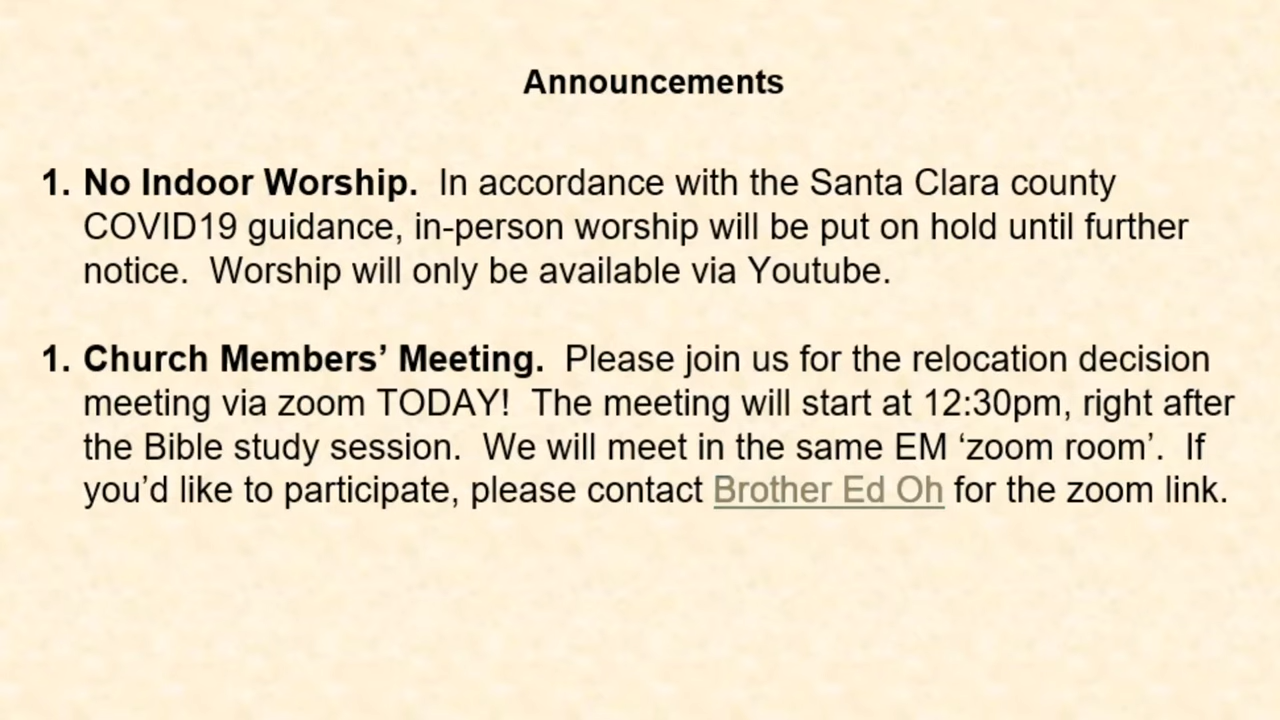 Announcements
1. No Indoor Worship.  In accordance with the Santa Clara county
COVID19 guidance, in-person worship will be put on hold until further
notice.  Worship will only be available via Youtube.
1. Church Members’ Meeting.  Please join us for the relocation decision
meeting via zoom TODAY!  The meeting will start at 12:30pm, right after
the Bible study session.  We will meet in the same EM ‘zoom room’.  If
you’d like to participate, please contact Brother Ed Oh for the zoom link.